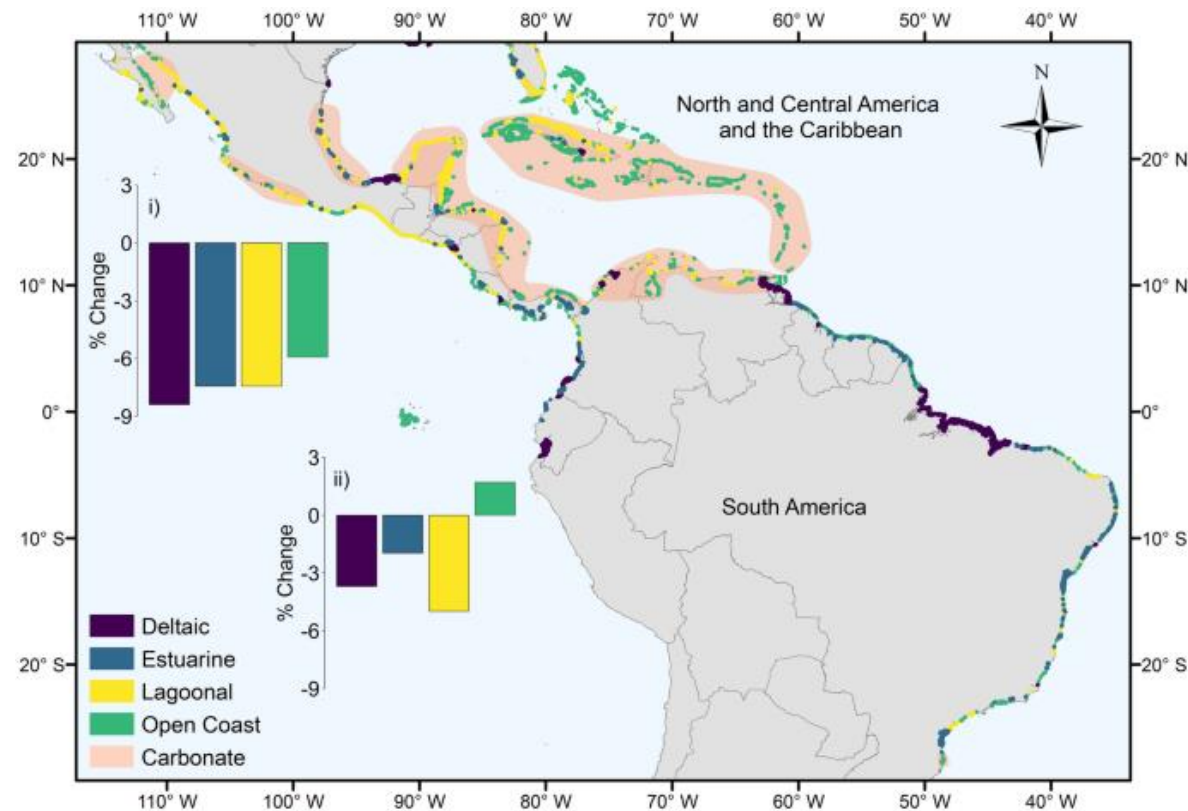 110° W 100° W 90° W 80° W 70° W 60° W 50° W 40° W
N
North and Central America
and the Caribbean
20° N 20° N
3
i)
0
10° N -3 10° N
% Change
-6
0° -9 0°
3
ii)
South America
0
10° S 10° S
% Change
-3
Deltaic
-6
Estuarine
20° S 20° S
Lagoonal
-9
Open Coast
Carbonate
110° W 100° W 90° W 80° W 70° W 60° W 50° W 40° W